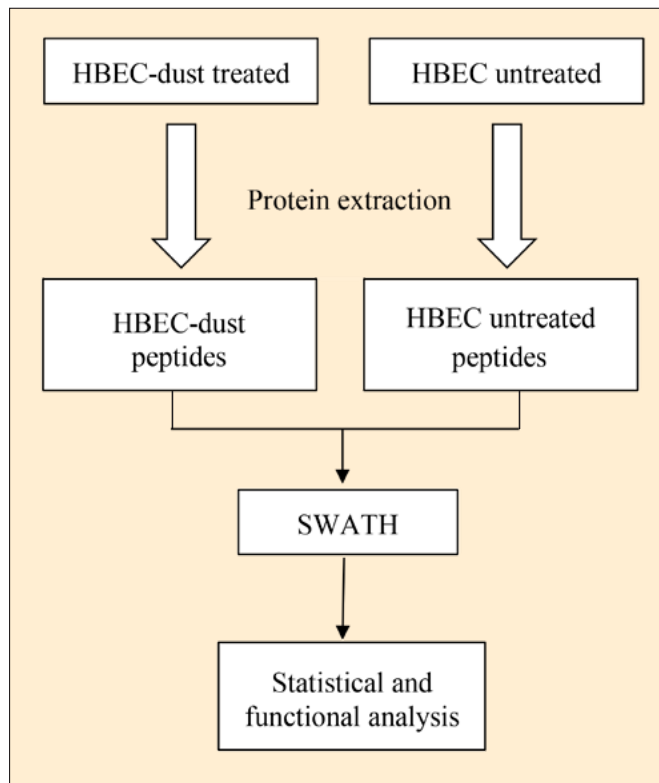 HBEC-dust treated
HBEC untreated
Protein extraction
HBEC-dust
peptides
HBEC untreated
peptides
SWATH
Statistical and
functional analysis